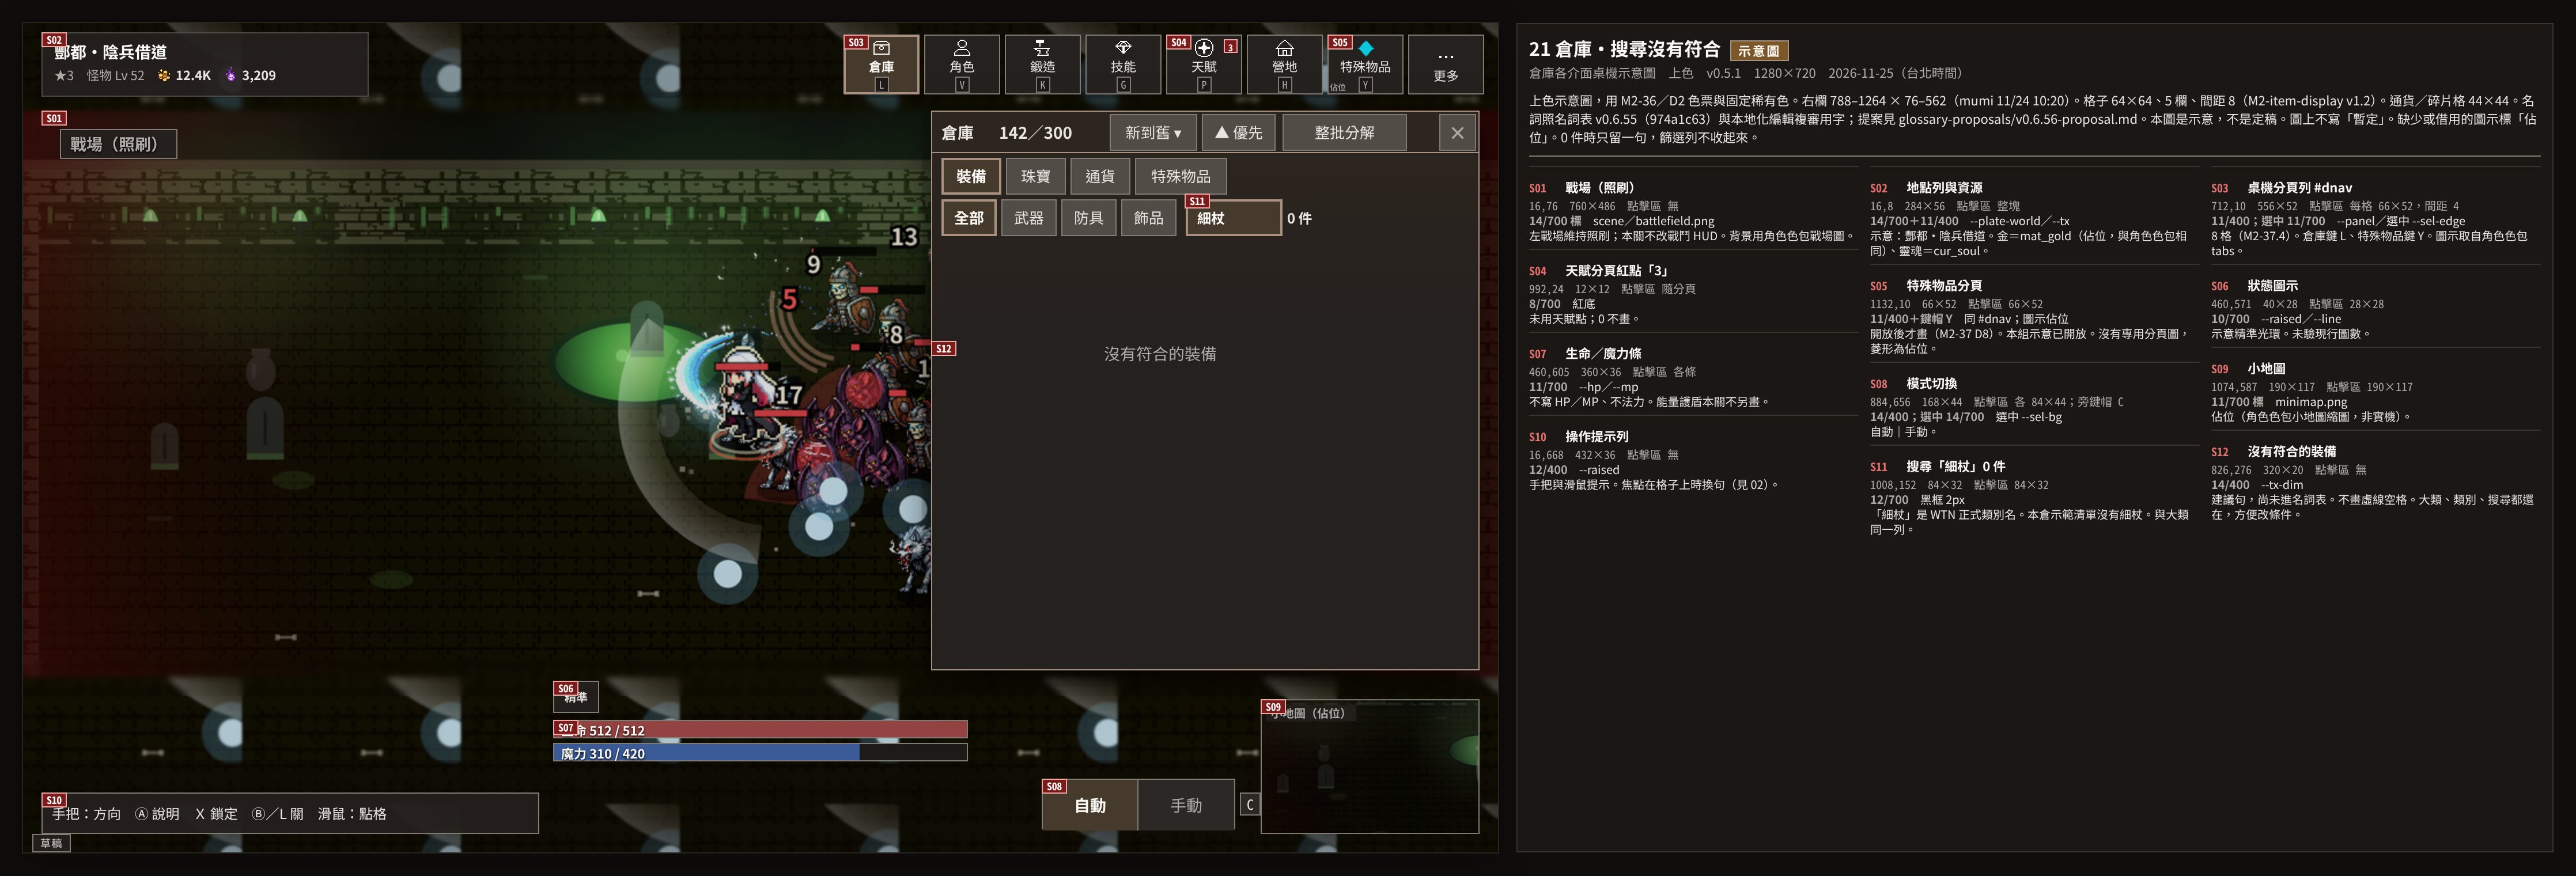 S02
酆都・陰兵借道
★3 怪物 Lv 52 12.4K 3,209
S03
倉庫
L
角色
V
鍛造
K
技能
G
S04
3
天賦
P
營地
H
S05
特殊物品
佔位
Y
…
更多
S01
戰場（照刷）
倉庫 142／300 新到舊▾ ▲優先 整批分解 ×
裝備 珠寶 通貨 特殊物品
S11
全部 武器 防具 飾品 細杖 0 件
13
9
5
8
17
S12
沒有符合的裝備
S06
精準
S07
命 512 / 512
魔力 310 / 420
S08
自動 手動 C
S09
地圖（佔位）
S10
手把：方向 Ⓐ 說明 X 鎖定 Ⓑ／L 關 滑鼠：點格
草稿
21 倉庫・搜尋沒有符合 示意圖
倉庫各介面桌機示意圖 上色 v0.5.1 1280×720 2026-11-25（台北時間）
上色示意圖，用 M2-36／D2 色票與固定稀有色。右欄 788–1264 × 76–562（mumi 11/24 10:20）。格子 64×64、5 欄、間距 8（M2-item-display v1.2）。通貨／碎片格 44×44。名
詞照名詞表 v0.6.55（974a1c63）與本地化編輯複審用字；提案見 glossary-proposals/v0.6.56-proposal.md。本圖是示意，不是定稿。圖上不寫「暫定」。缺少或借用的圖示標「佔
位」。0 件時只留一句，篩選列不收起來。
S01 戰場（照刷）
16,76 760×486 點擊區 無
14/700 標 scene／battlefield.png
左戰場維持照刷；本關不改戰鬥 HUD。背景用角色色包戰場圖。
S04 天賦分頁紅點「3」
992,24 12×12 點擊區 隨分頁
8/700 紅底
未用天賦點；0 不畫。
S07 生命／魔力條
460,605 360×36 點擊區 各條
11/700 --hp／--mp
不寫 HP／MP、不法力。能量護盾本關不另畫。
S10 操作提示列
16,668 432×36 點擊區 無
12/400 --raised
手把與滑鼠提示。焦點在格子上時換句（見 02）。
S02 地點列與資源
16,8 284×56 點擊區 整塊
14/700＋11/400 --plate-world／--tx
示意：酆都・陰兵借道。金＝mat_gold（佔位，與角色色包相
同）、靈魂＝cur_soul。
S05 特殊物品分頁
1132,10 66×52 點擊區 66×52
11/400＋鍵帽 Y 同 #dnav；圖示佔位
開放後才畫（M2-37 D8）。本組示意已開放。沒有專用分頁圖，
菱形為佔位。
S08 模式切換
884,656 168×44 點擊區 各 84×44；旁鍵帽 C
14/400；選中 14/700 選中 --sel-bg
自動｜手動。
S11 搜尋「細杖」0 件
1008,152 84×32 點擊區 84×32
12/700 黑框 2px
「細杖」是 WTN 正式類別名。本倉示範清單沒有細杖。與大類
同一列。
S03 桌機分頁列 #dnav
712,10 556×52 點擊區 每格 66×52，間距 4
11/400；選中 11/700 --panel／選中 --sel-edge
8 格（M2-37.4）。倉庫鍵 L、特殊物品鍵 Y。圖示取自角色色包
tabs。
S06 狀態圖示
460,571 40×28 點擊區 28×28
10/700 --raised／--line
示意精準光環。未驗現行圖數。
S09 小地圖
1074,587 190×117 點擊區 190×117
11/700 標 minimap.png
佔位（角色色包小地圖縮圖，非實機）。
S12 沒有符合的裝備
826,276 320×20 點擊區 無
14/400 --tx-dim
建議句，尚未進名詞表。不畫虛線空格。大類、類別、搜尋都還
在，方便改條件。